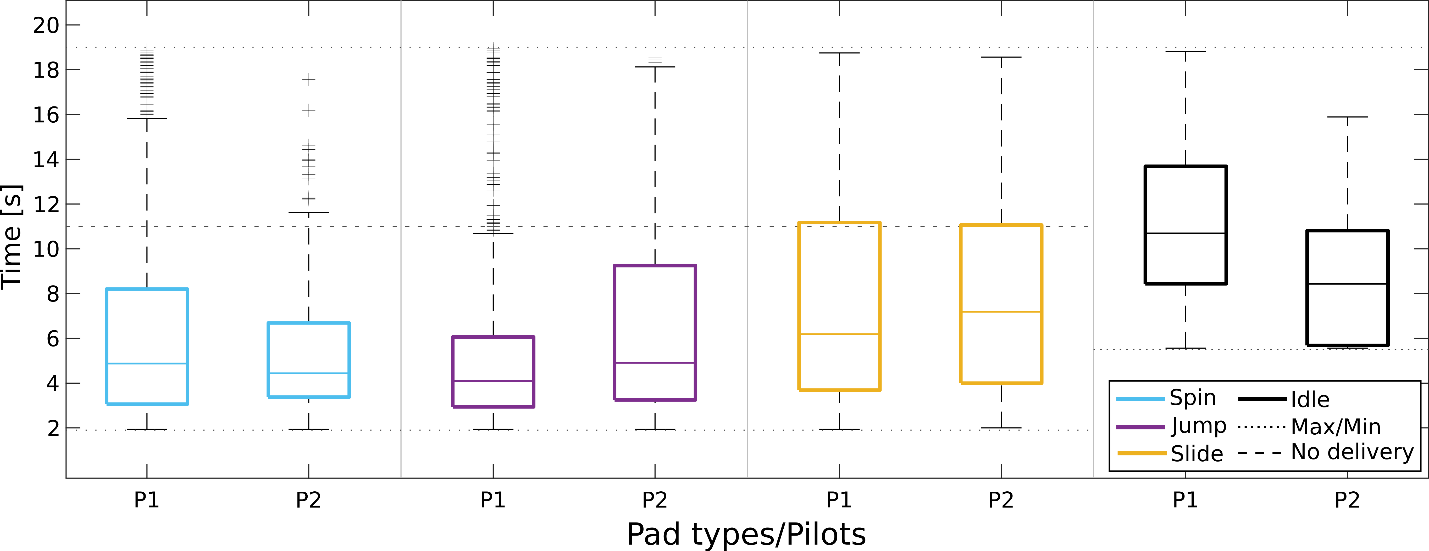 20
18
16
14
12
10
8
6
4
2
Time [s]
Spin
Idle
Jump
Max/Min
Slide
No delivery
P1 P2 P1 P2 P1 P2 P1 P2
Pad types/Pilots